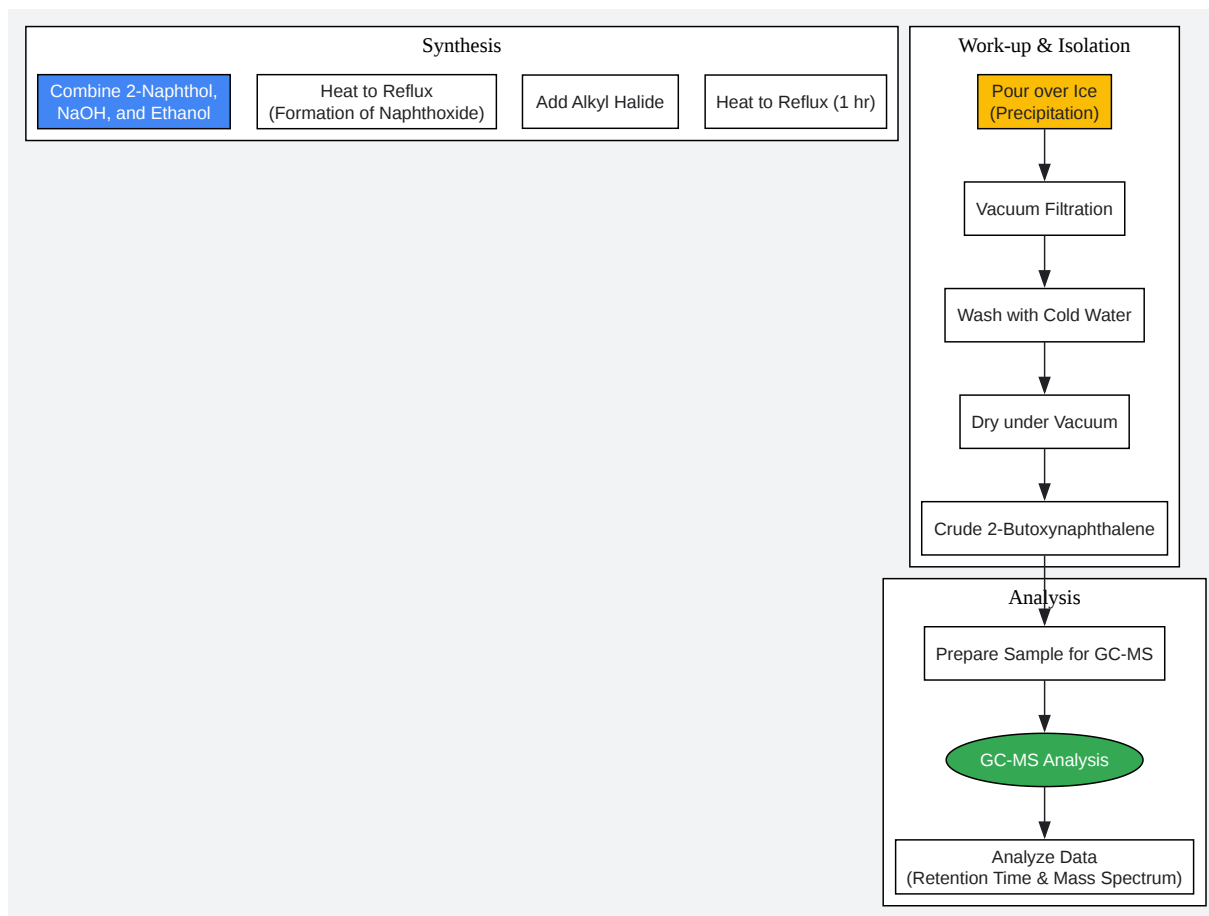 Synthesis
Combine 2-Naphthol,
NaOH, and Ethanol
Heat to Reflux
(Formation of Naphthoxide)
Add Alkyl Halide
Heat to Reflux (1 hr)
Work-up & Isolation
Pour over Ice
(Precipitation)
Vacuum Filtration
Wash with Cold Water
Dry under Vacuum
Crude 2-Butoxynaphthalene
Analysis
Prepare Sample for GC-MS
GC-MS Analysis
Analyze Data
(Retention Time & Mass Spectrum)